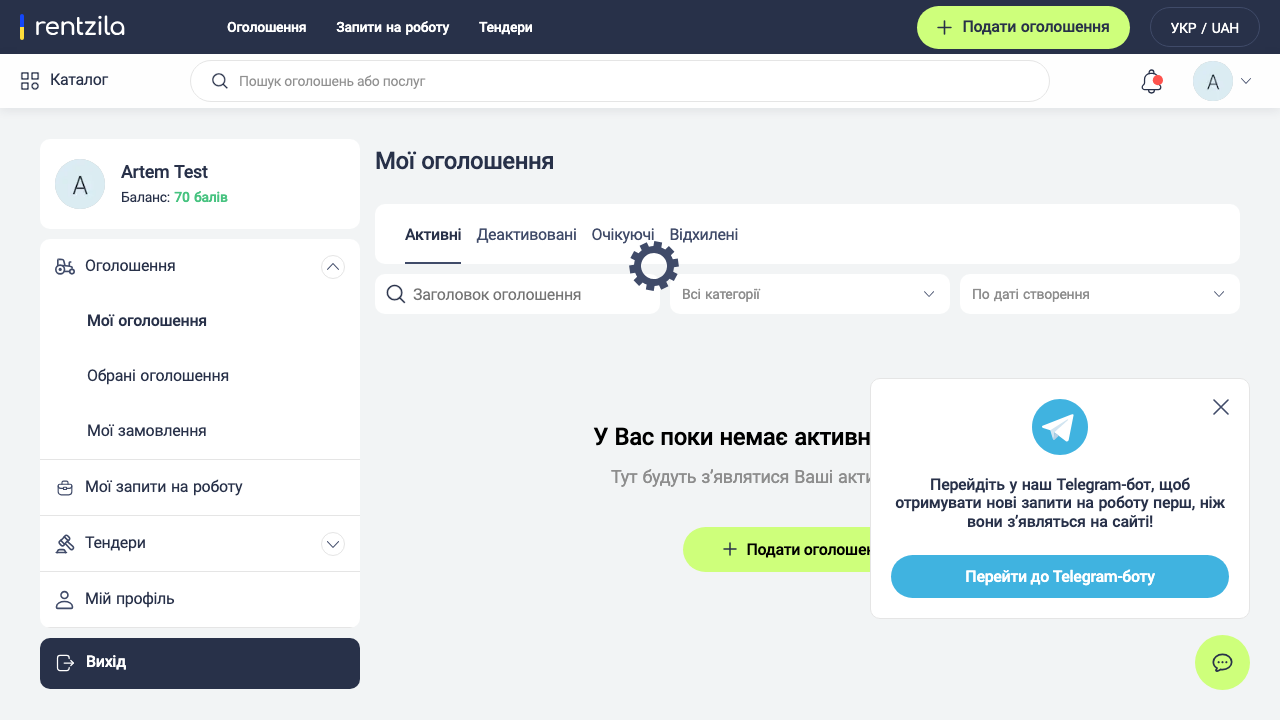 rentzila
Оголошення
Запити на роботу
Тендери
Подати оголошення
УКР / UAH
Каталог
Пошук оголошень або послуг
A
A
Artem Test
Баланс: 70 балів
Оголошення
Мої оголошення
Обрані оголошення
Мої замовлення
Мої запити на роботу
Тендери
Мій профіль
Вихід
Мої оголошення
Активні
Деактивовані
Очікуючі
Відхилені
Заголовок оголошення
Всі категорії
По даті створення
У Вас поки немає активн
Тут будуть з’являтися Ваші акти
Подати оголошен
Перейдіть у наш Telegram-бот, щоб
отримувати нові запити на роботу перш, ніж
вони з’являться на сайті!
Перейти до Telegram-боту